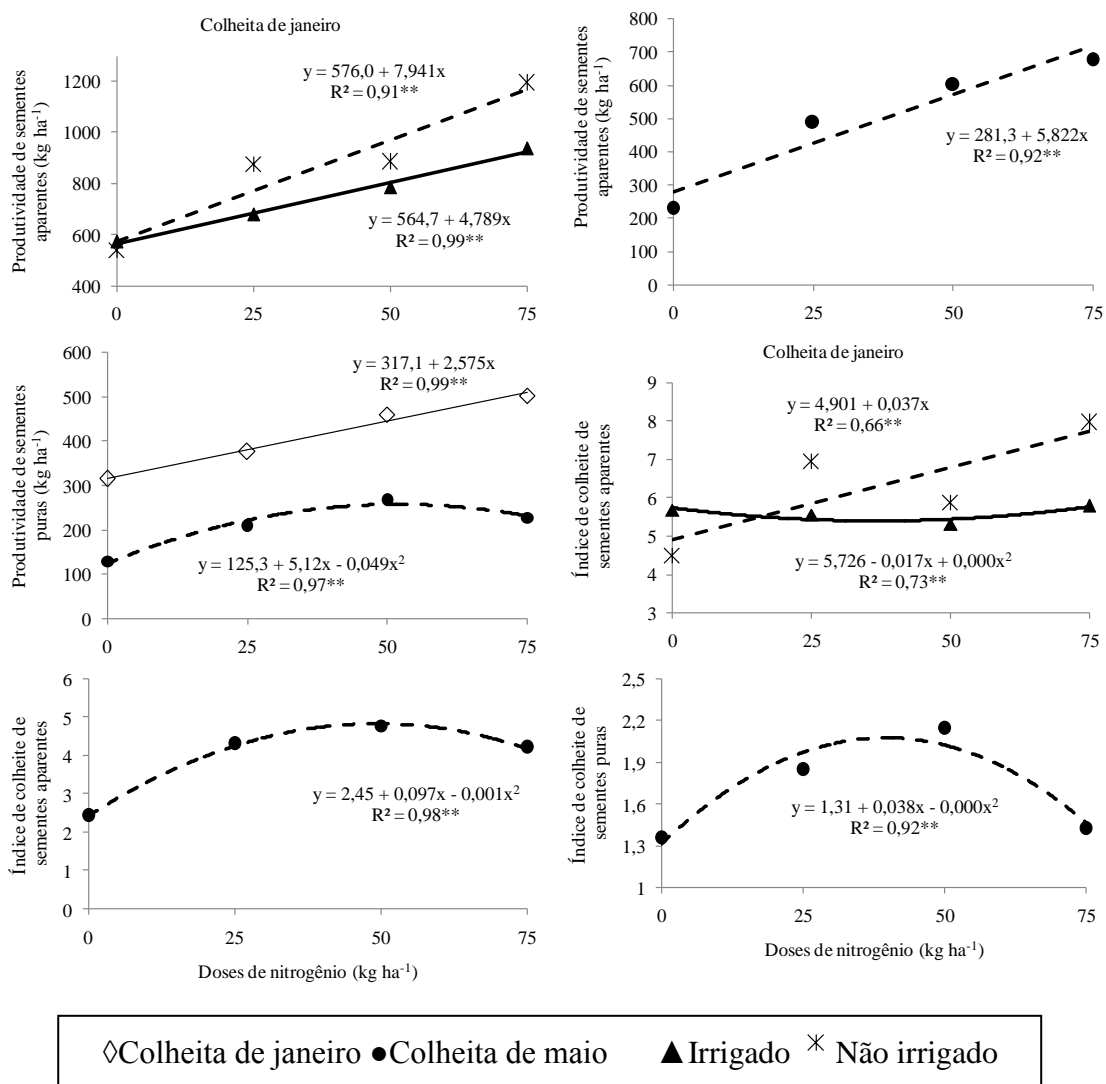 Colheita de janeiro
Produtividade de sementes
aparentes (kg ha⁻¹)
1200
1000
800
600
400
0
25
50
75
y = 576,0 + 7,941x
R² = 0,91**
y = 564,7 + 4,789x
R² = 0,99**
Produtividade de sementes
aparentes (kg ha⁻¹)
800
700
600
500
400
300
200
100
0
0
25
50
75
y = 281,3 + 5,822x
R² = 0,92**
Produtividade de sementes
puras (kg ha⁻¹)
600
500
400
300
200
100
0
0
25
50
75
y = 317,1 + 2,575x
R² = 0,99**
y = 125,3 + 5,12x - 0,049x²
R² = 0,97**
Colheita de janeiro
Índice de colheite de
sementes aparentes
9
8
7
6
5
4
3
0
25
50
75
y = 4,901 + 0,037x
R² = 0,66**
y = 5,726 - 0,017x + 0,000x²
R² = 0,73**
Índice de colheite de
sementes aparentes
6
5
4
3
2
1
0
0
25
50
75
y = 2,45 + 0,097x - 0,001x²
R² = 0,98**
Doses de nitrogênio (kg ha⁻¹)
Índice de colheite de
sementes puras
2,5
2,2
1,9
1,6
1,3
1
0
25
50
75
y = 1,31 + 0,038x - 0,000x²
R² = 0,92**
Doses de nitrogênio (kg ha⁻¹)
Colheita de janeiro Colheita de maio Irrigado Não irrigado